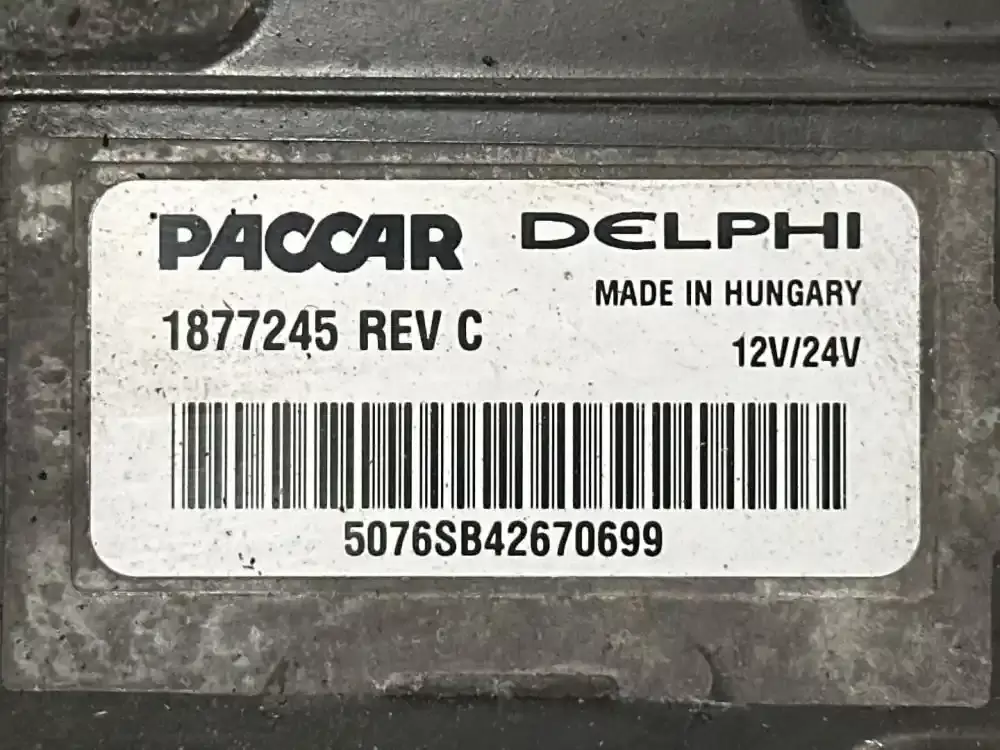 PACCAR DELPHI
MADE IN HUNGARY
1877245 REV C
12V/24V
5076SB42670699